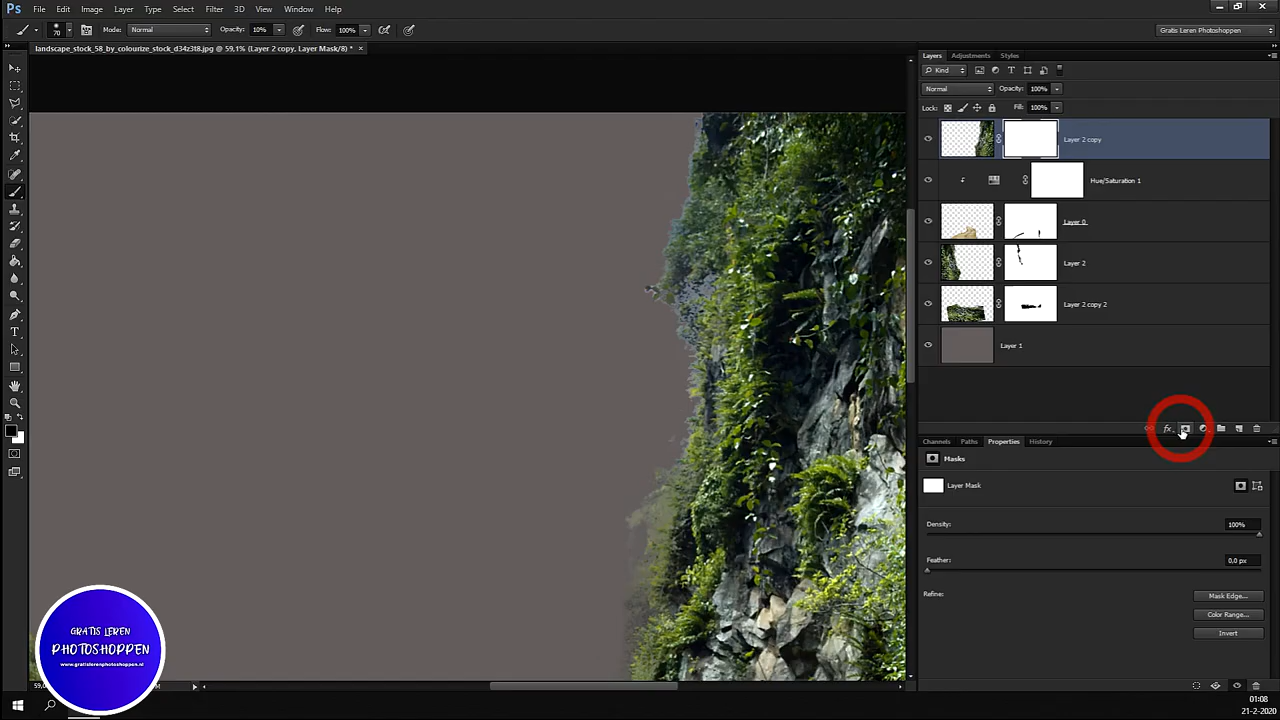 Ps File Edit Image Layer Type Select Filter 3D View Window Help
70 Mode: Normal Opacity: 10% Flow: 100% Gratis Leren Photoshoppen
landscape_stock_58_by_colourize_stock_d34z3t8.jpg @ 59,1% (Layer 2 copy, Layer Mask/8) * ×
Layers Adjustments Styles
Kind
Normal Opacity: 100%
Lock: Fill: 100%
Layer 2 copy
Hue/Saturation 1
Layer 0
Layer 2
Layer 2 copy 2
Layer 1
fx
Channels Paths Properties History
Masks
Layer Mask
Density: 100%
Feather: 0,0 px
Refine: Mask Edge...
Color Range...
Invert
GRATIS LEREN
PHOTOSHOPPEN
www.gratislerenphotoshoppen.nl
01:08
21-2-2020